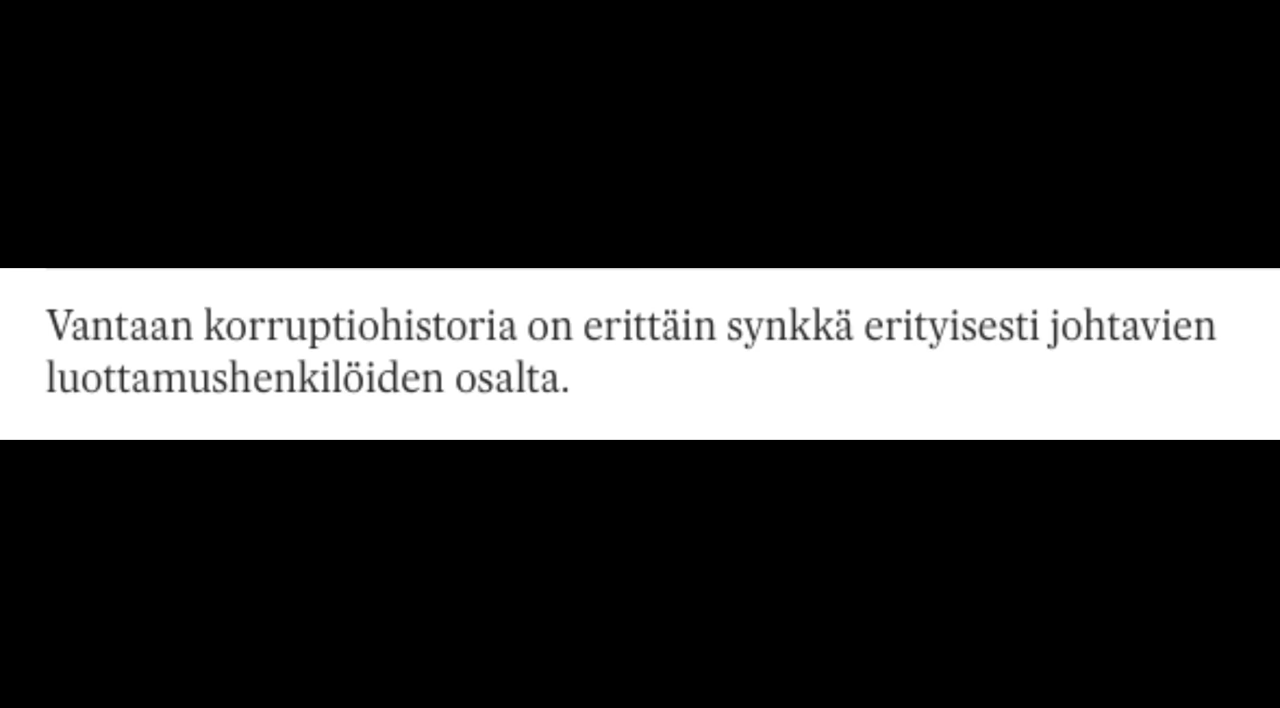 Vantaan korruptiohistoria on erittäin synkkä erityisesti johtavien
luottamushenkilöiden osalta.